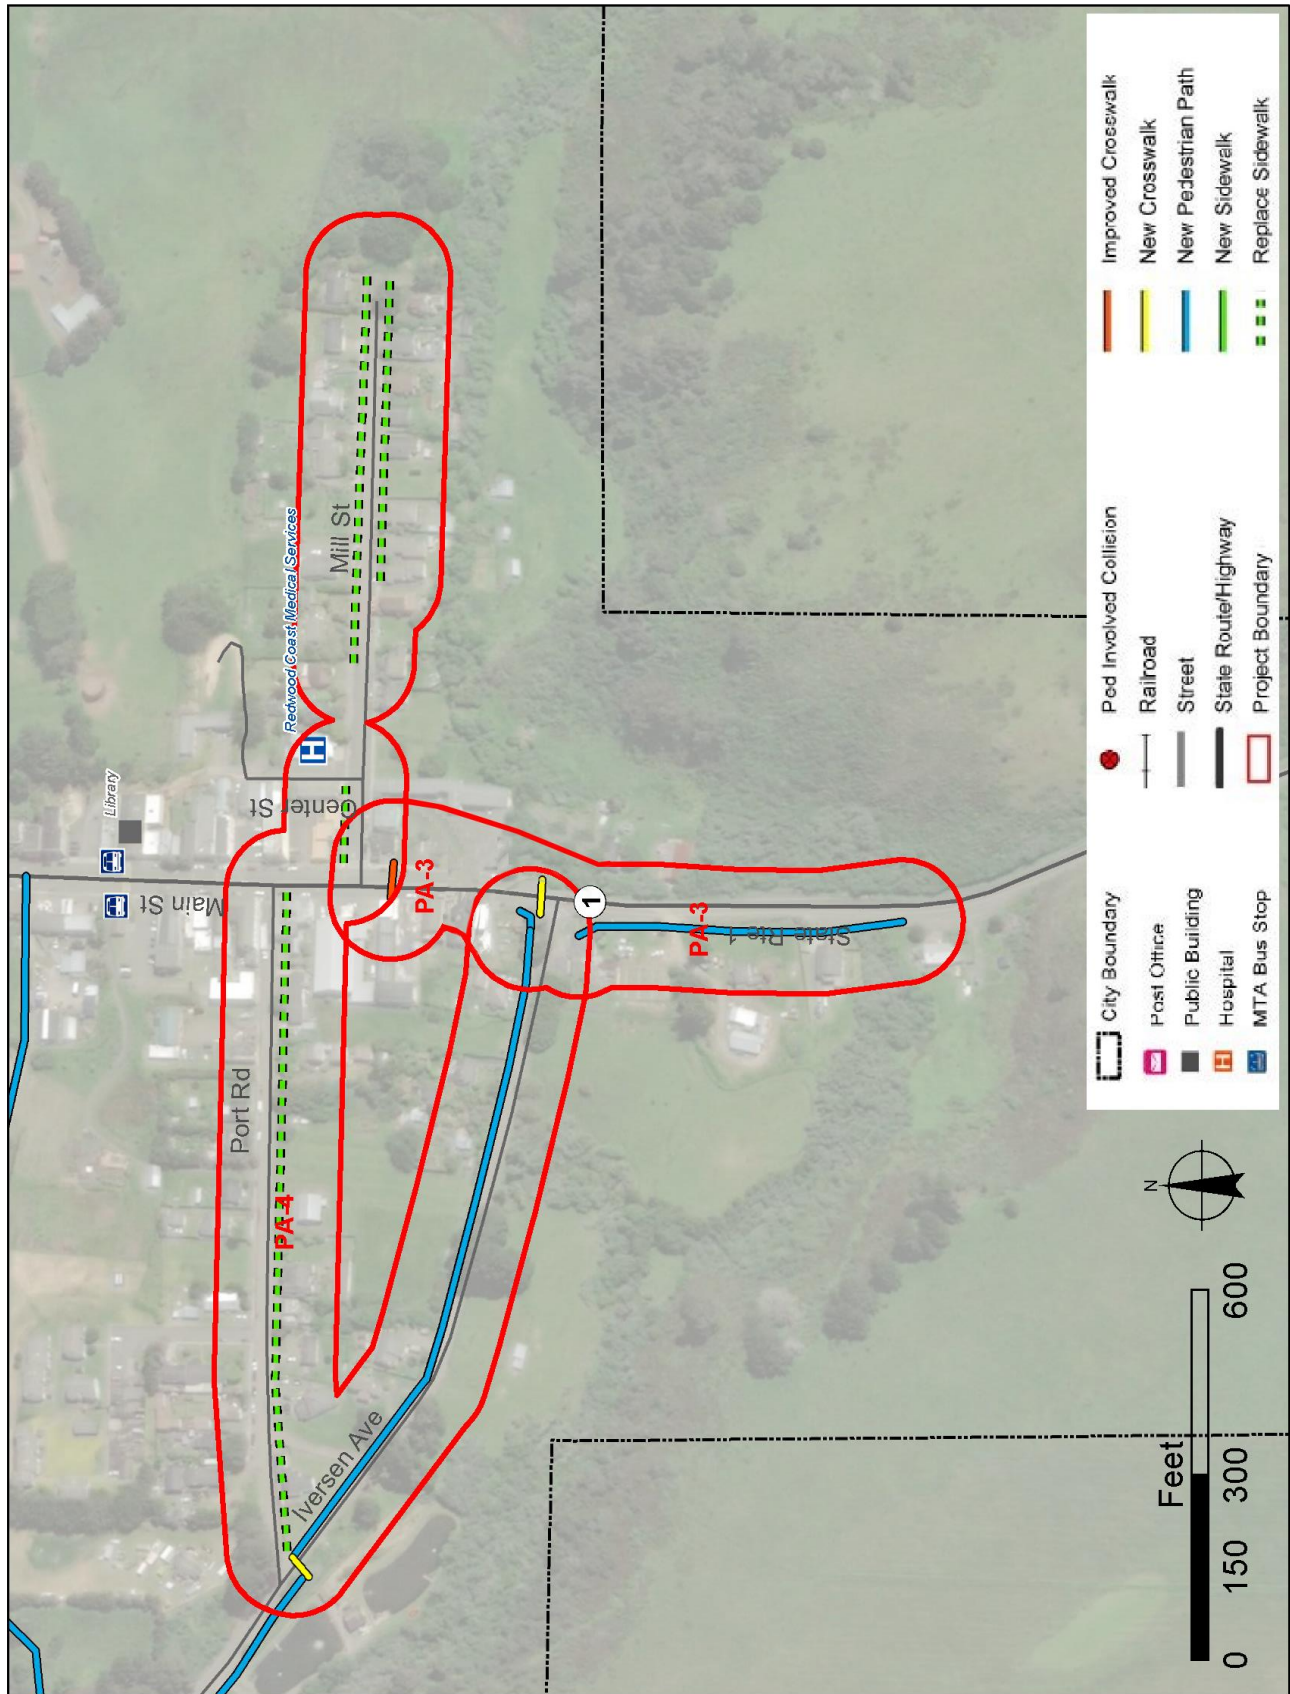 Library
Main St
Center St
Redwood Coast Medical Services
H
Mill St
Port Rd
PA-4
PA-3
1
PA-3
State Rte 1
Iversen Ave
N
Feet
0 150 300 600
City Boundary
Post Office
Public Building
H Hospital
MTA Bus Stop
Ped Involved Collision
Railroad
Street
State Route/Highway
Project Boundary
Improved Crosswalk
New Crosswalk
New Pedestrian Path
New Sidewalk
Replace Sidewalk